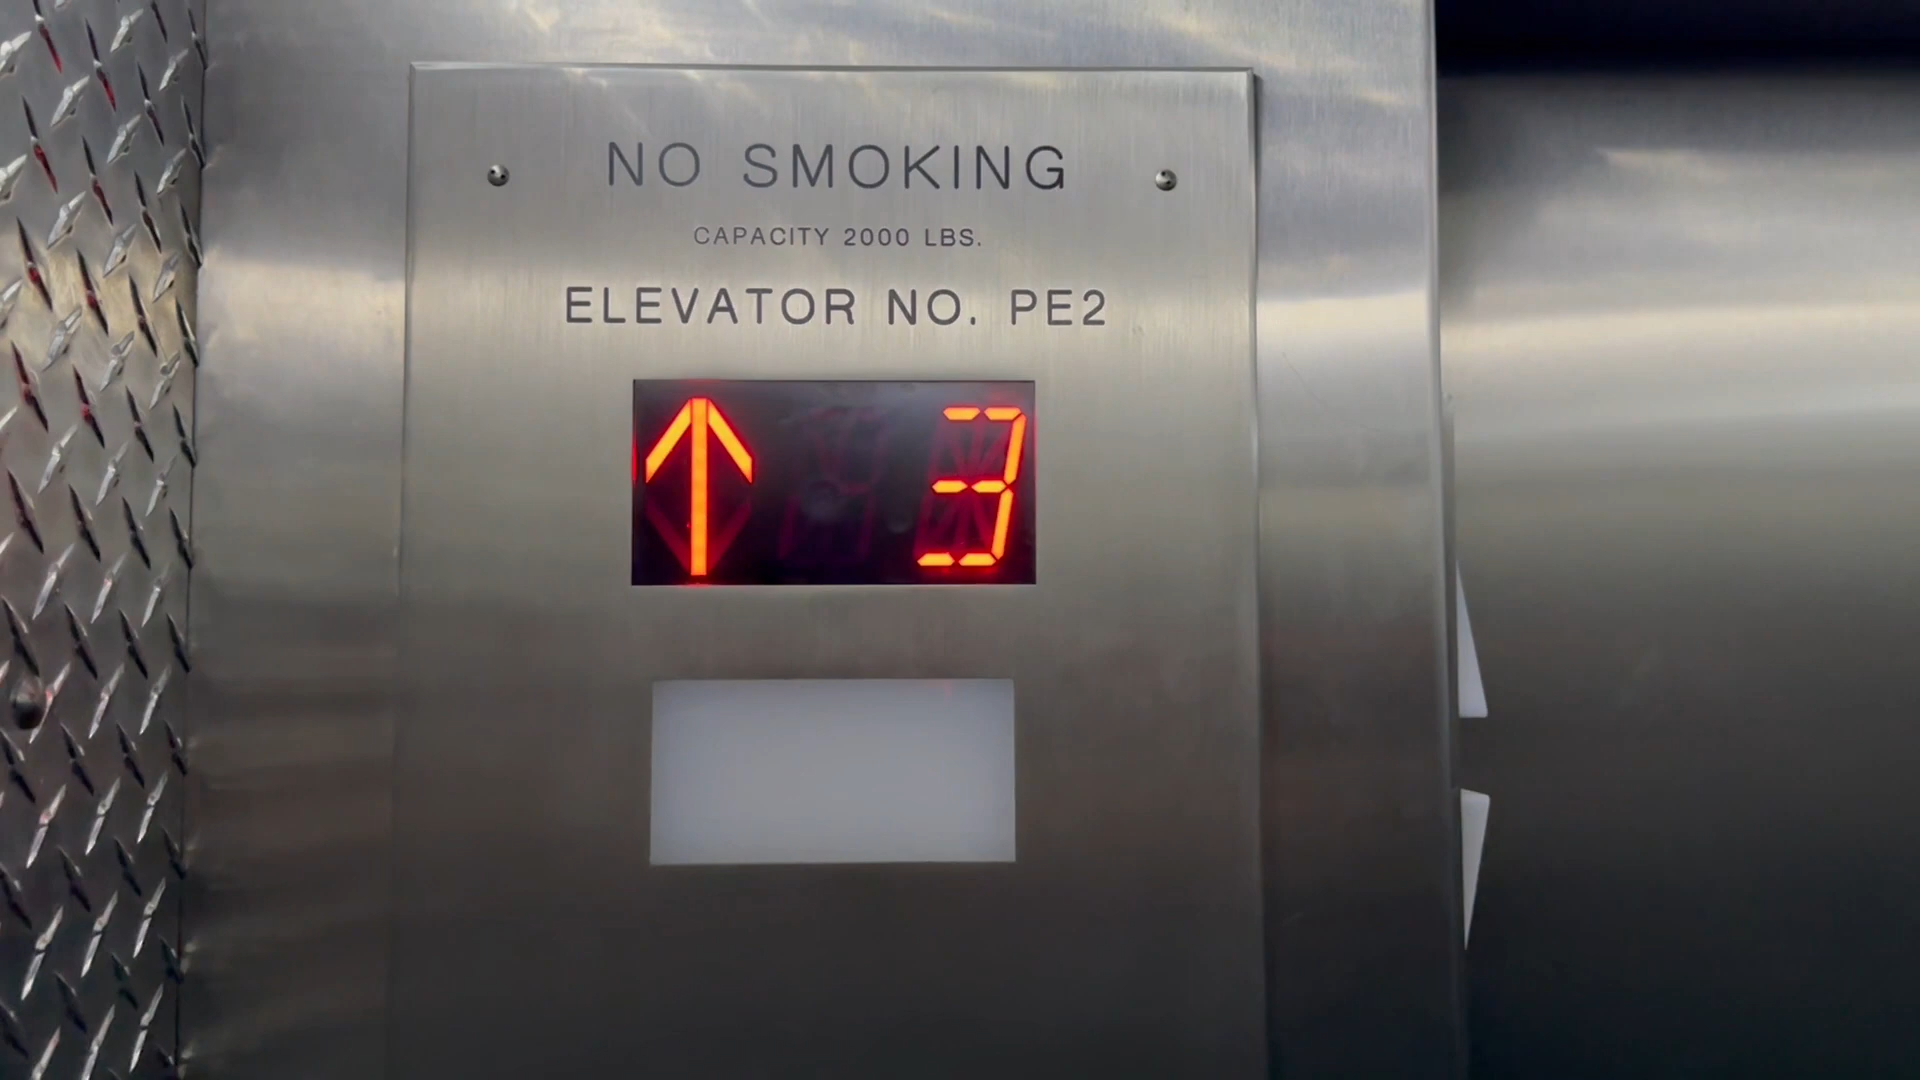 NO SMOKING
CAPACITY 2000 LBS.
ELEVATOR NO. PE2
↑ 3